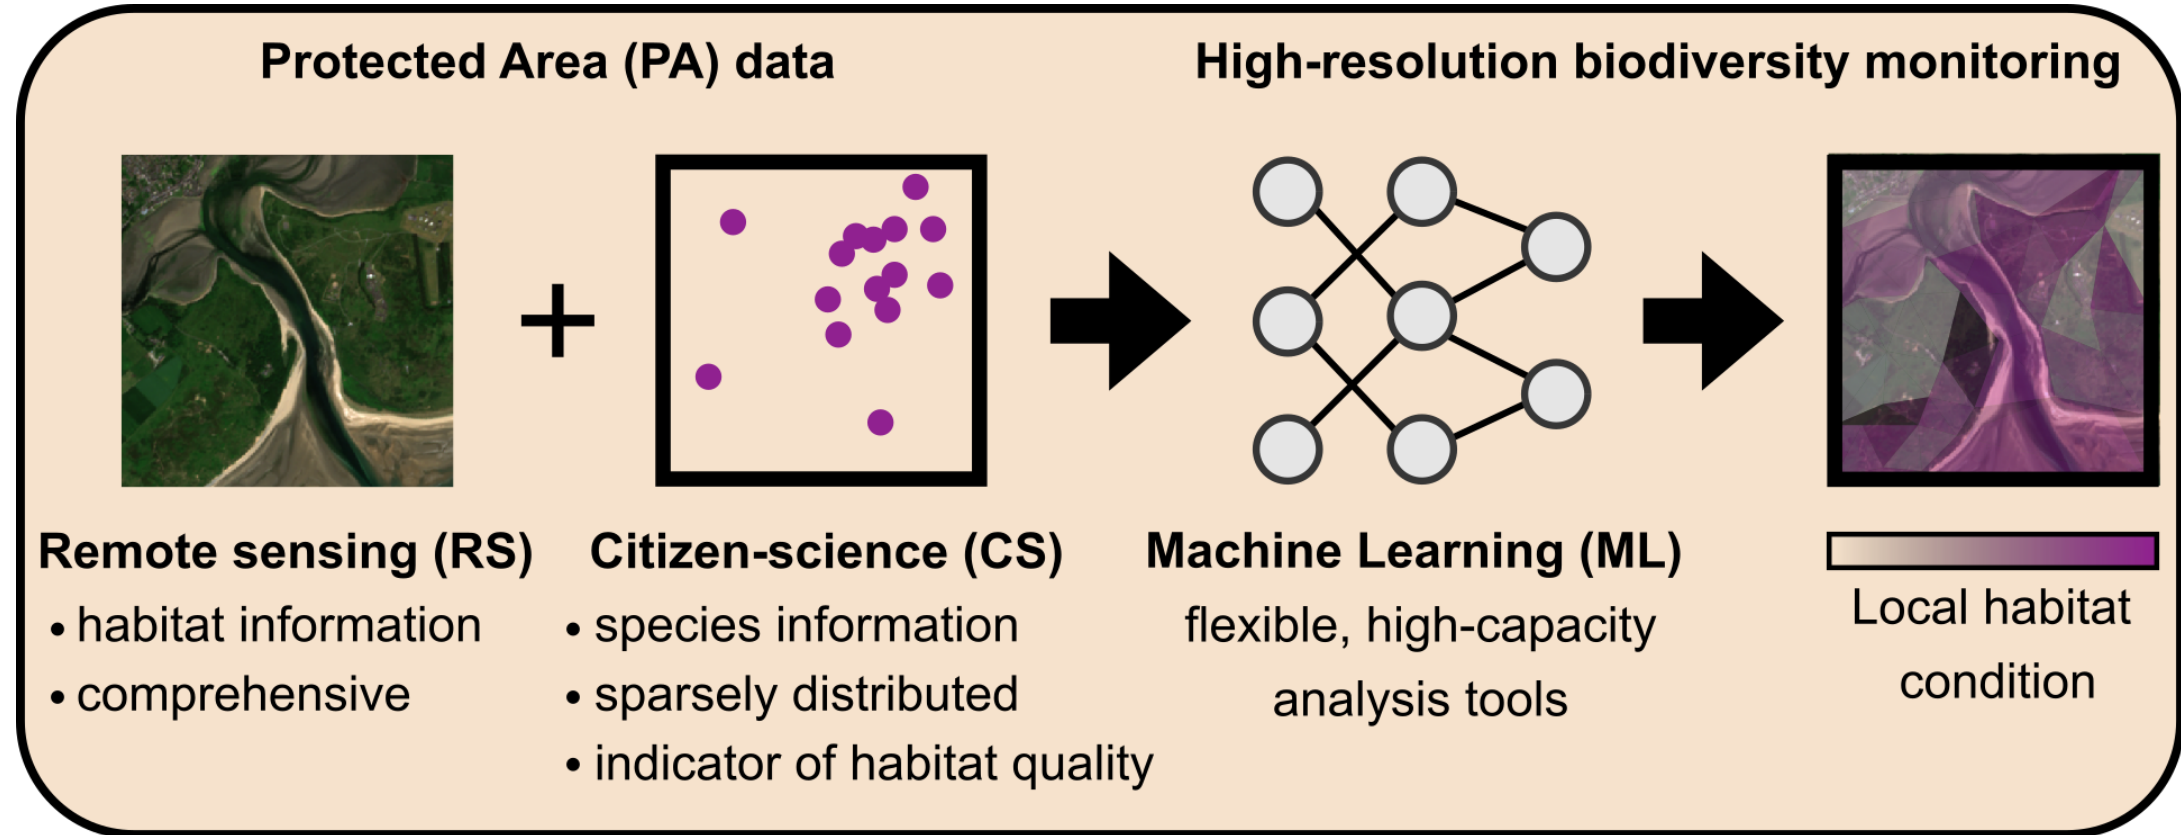 Protected Area (PA) data
High-resolution biodiversity monitoring
Remote sensing (RS)
• habitat information
• comprehensive
Citizen-science (CS)
• species information
• sparsely distributed
• indicator of habitat quality
Machine Learning (ML)
flexible, high-capacity
analysis tools
Local habitat
condition